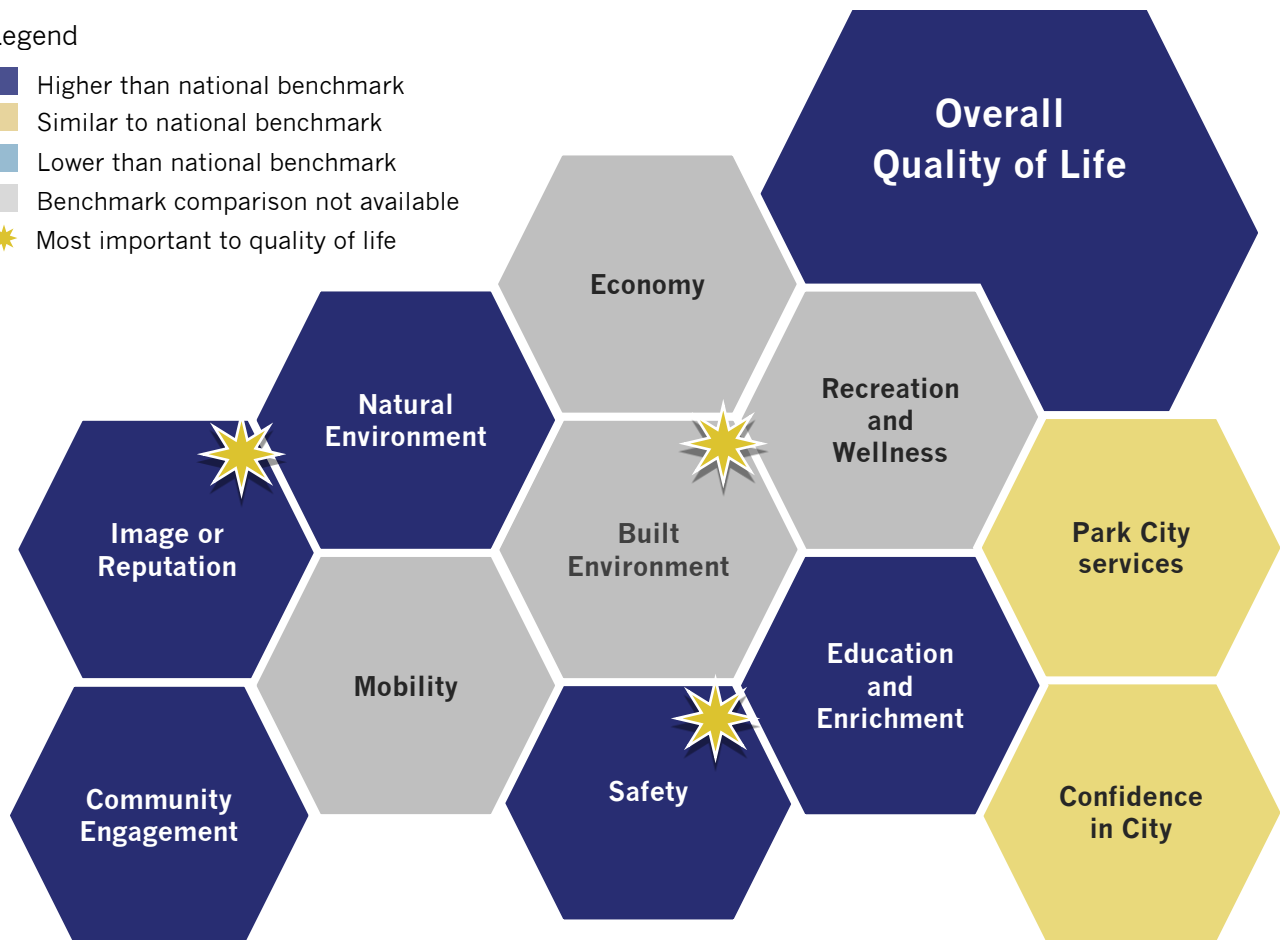 Legend
Higher than national benchmark
Similar to national benchmark
Lower than national benchmark
Benchmark comparison not available
Most important to quality of life
Overall
Quality of Life
Economy
Natural
Environment
Recreation
and
Wellness
Image or
Reputation
Built
Environment
Park City
services
Mobility
Education
and
Enrichment
Community
Engagement
Safety
Confidence
in City